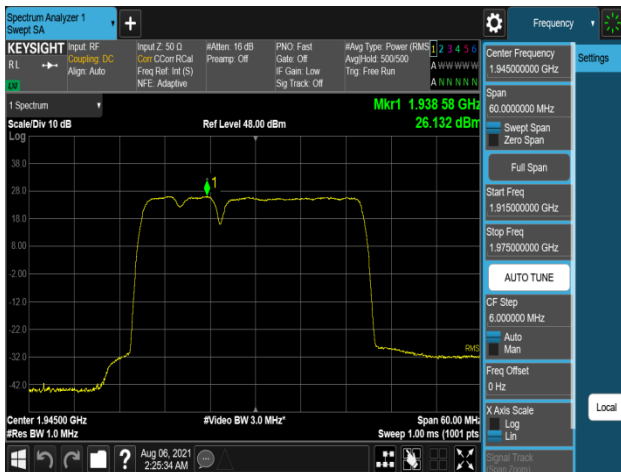 Spectrum Analyzer 1
Swept SA
+
Frequency
KEYSIGHT
RL
LXI
Input: RF
Coupling: DC
Align: Auto
Input Z: 50 Ω
Corr CCorr RCal
Freq Ref: Int (S)
NFE: Adaptive
#Atten: 16 dB
Preamp: Off
PNO: Fast
Gate: Off
IF Gain: Low
Sig Track: Off
#Avg Type: Power (RMS
Avg|Hold: 500/500
Trig: Free Run
1 2 3 4 5 6
A W W W W W
A N N N N N
1 Spectrum
Scale/Div 10 dB
Log
Ref Level 48.00 dBm
Mkr1 1.938 58 GHz
26.132 dBm
38.0
28.0
18.0
8.00
-2.00
-12.0
-22.0
-32.0
-42.0
1
RMS
Center 1.94500 GHz
#Res BW 1.0 MHz
#Video BW 3.0 MHz*
Span 60.00 MHz
Sweep 1.00 ms (1001 pts
?
Aug 06, 2021
2:25:34 AM
Center Frequency
1.945000000 GHz
Span
60.0000000 MHz
Swept Span
Zero Span
Full Span
Start Freq
1.915000000 GHz
Stop Freq
1.975000000 GHz
AUTO TUNE
CF Step
6.000000 MHz
Auto
Man
Freq Offset
0 Hz
X Axis Scale
Log
Lin
Signal Track
(Span Zoom)
Settings
Local